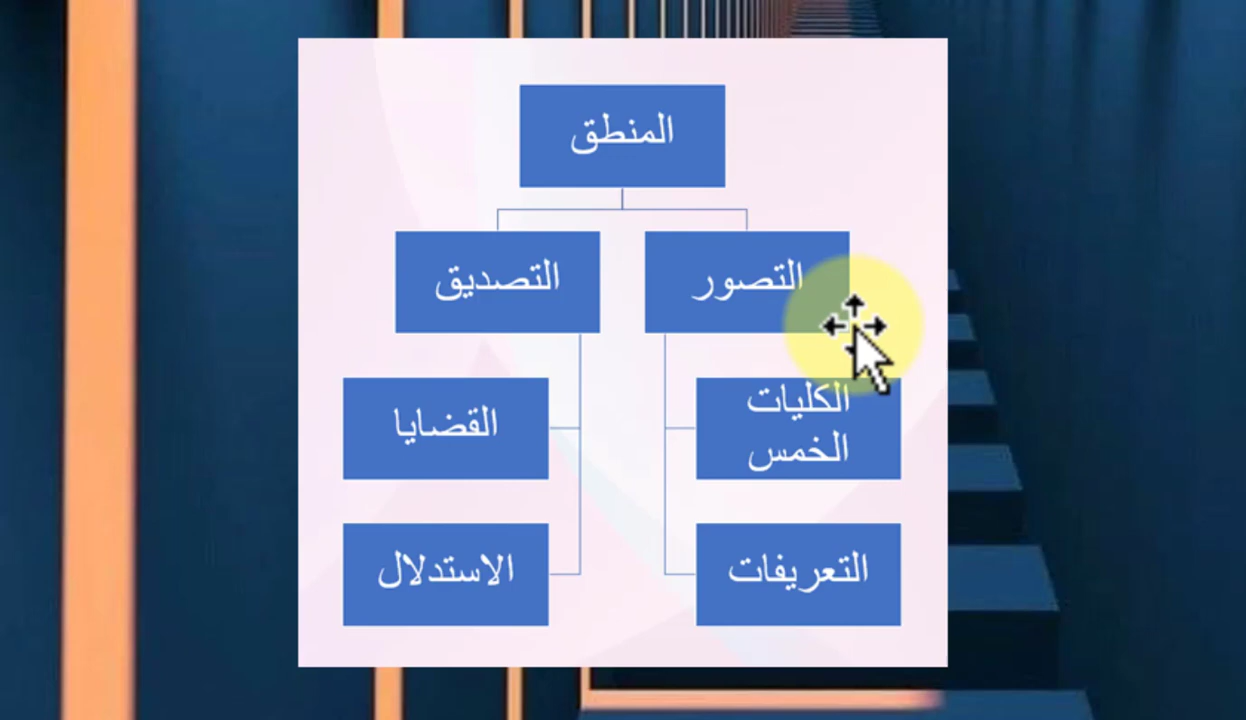 المنطق
التصور
التصديق
الكليات
الخمس
القضايا
التعريفات
الاستدلال